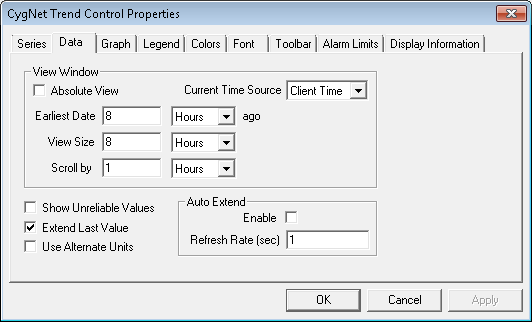 CygNet Trend Control Properties
Series Data Graph Legend Colors Font Toolbar Alarm Limits Display Information
View Window
Absolute View Current Time Source Client Time
Earliest Date 8 Hours ago
View Size 8 Hours
Scroll by 1 Hours
Show Unreliable Values
Extend Last Value
Use Alternate Units
Auto Extend
Enable
Refresh Rate (sec) 1
OK Cancel Apply